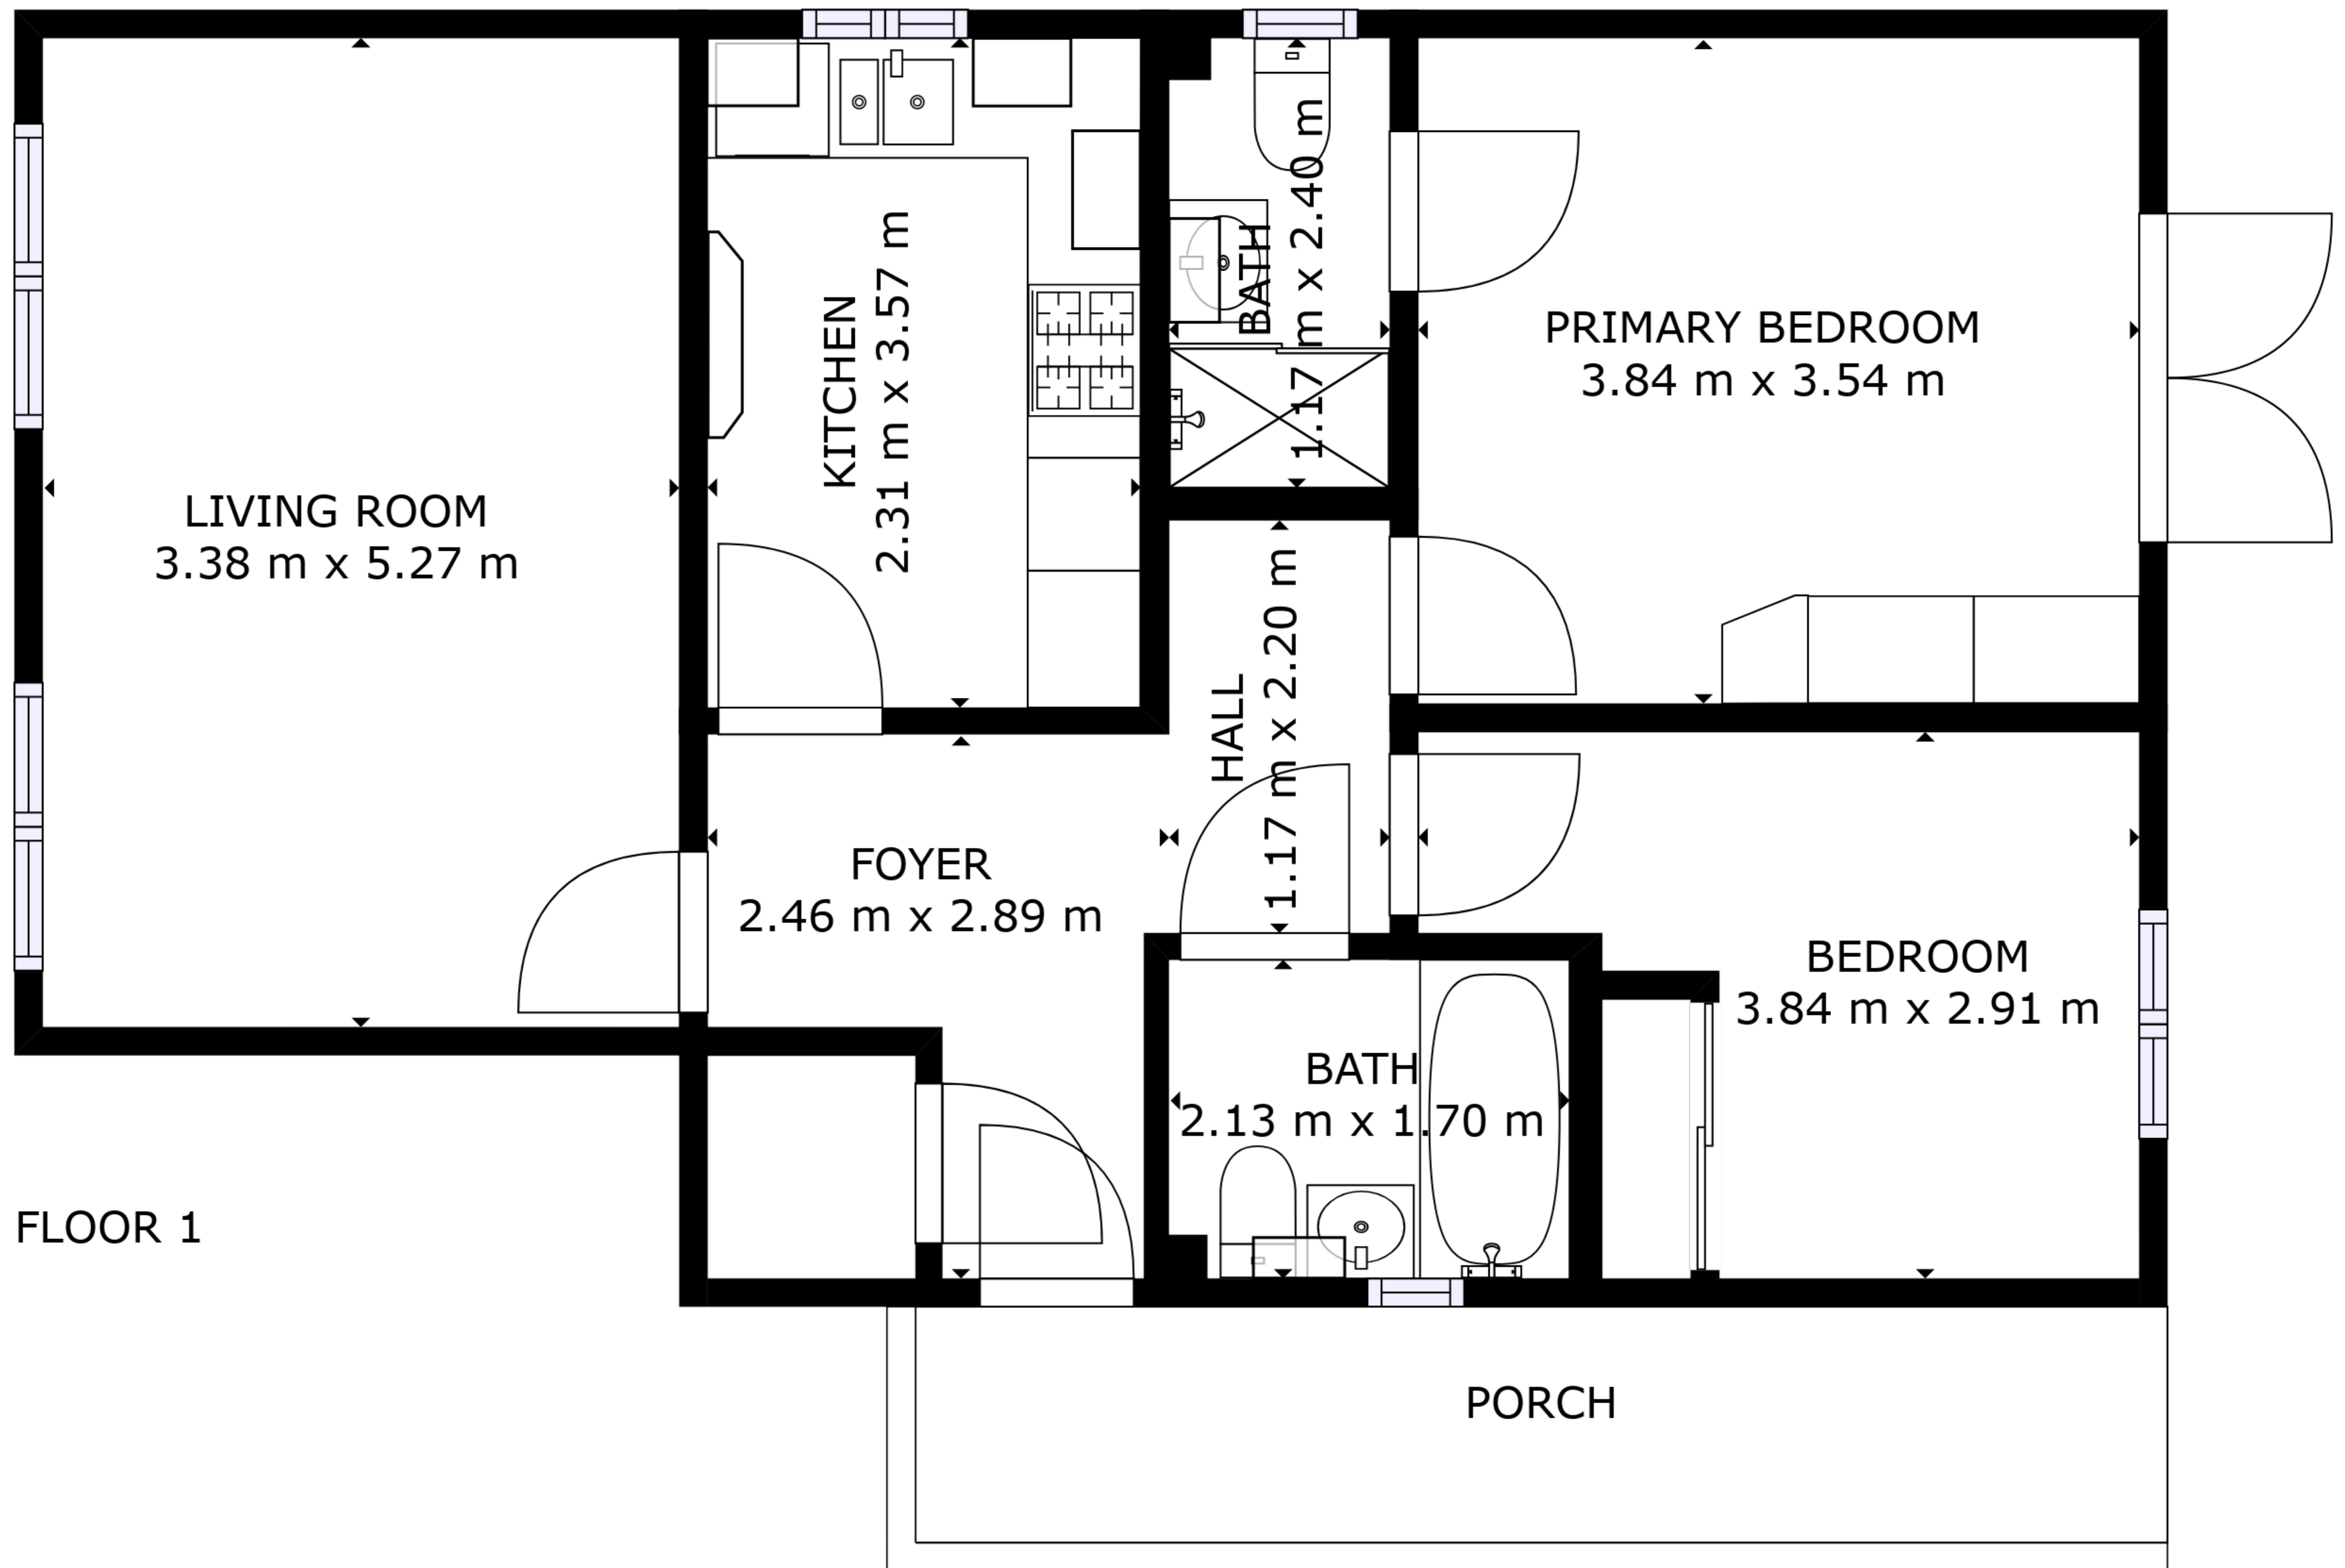 KITCHEN
2.31 m x 3.57 m
BATH
1.17 m x 2.40 m
PRIMARY BEDROOM
3.84 m x 3.54 m
LIVING ROOM
3.38 m x 5.27 m
HALL
1.17 m x 2.20 m
FOYER
2.46 m x 2.89 m
BEDROOM
3.84 m x 2.91 m
BATH
2.13 m x 1.70 m
FLOOR 1
PORCH